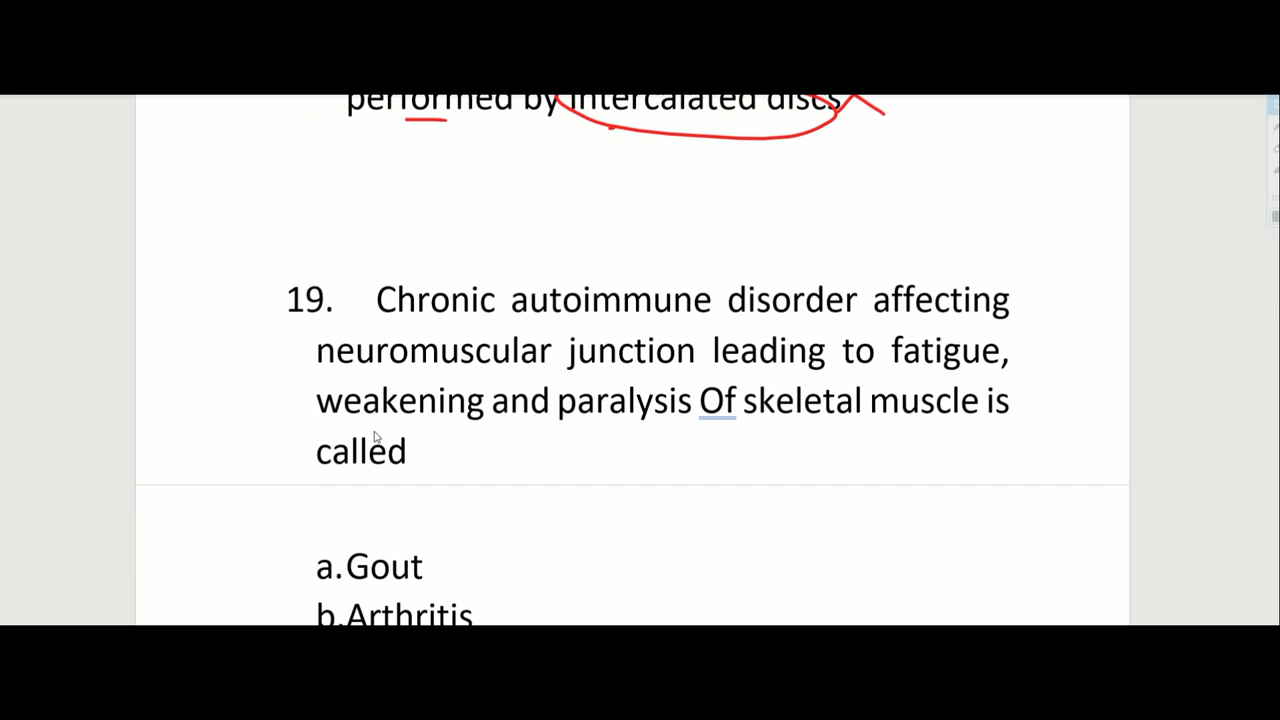 performed by intercalated discs
19. Chronic autoimmune disorder affecting
neuromuscular junction leading to fatigue,
weakening and paralysis Of skeletal muscle is
called
a.Gout
b.Arthritis